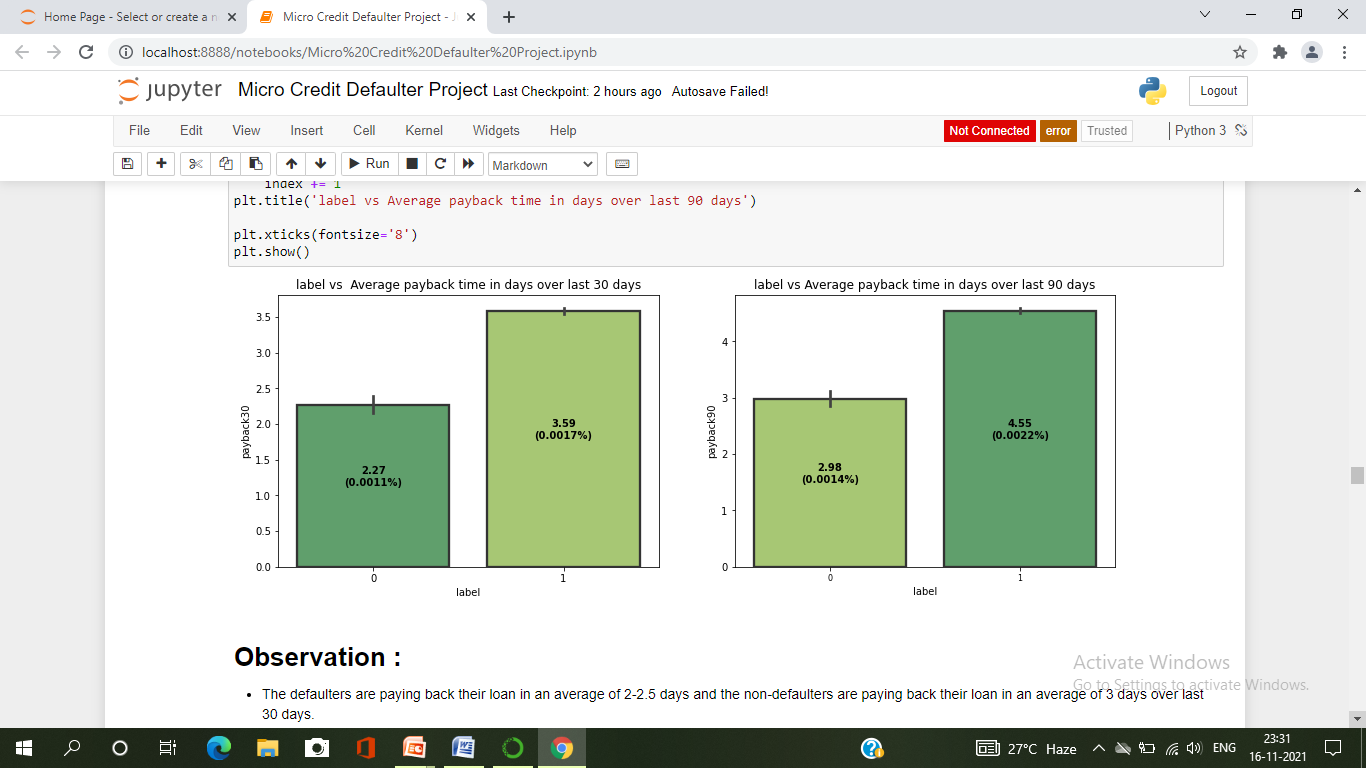 Home Page - Select or create a n
Micro Credit Defaulter Project - J
localhost:8888/notebooks/Micro%20Credit%20Defaulter%20Project.ipynb
jupyter Micro Credit Defaulter Project Last Checkpoint: 2 hours ago Autosave Failed!
Logout
File Edit View Insert Cell Kernel Widgets Help
Not Connected error Trusted Python 3
Run Markdown
index += 1
plt.title('label vs Average payback time in days over last 90 days')
plt.xticks(fontsize='8')
plt.show()
label vs  Average payback time in days over last 30 days
3.5
3.0
2.5
2.0
1.5
1.0
0.5
0.0
payback30
2.27
(0.0011%)
3.59
(0.0017%)
0 1
label
label vs Average payback time in days over last 90 days
4
3
2
1
0
payback90
2.98
(0.0014%)
4.55
(0.0022%)
0 1
label
Observation :
• The defaulters are paying back their loan in an average of 2-2.5 days and the non-defaulters are paying back their loan in an average of 3 days over last
30 days.
Activate Windows
Go to Settings to activate Windows.
27°C Haze
ENG
23:31
16-11-2021